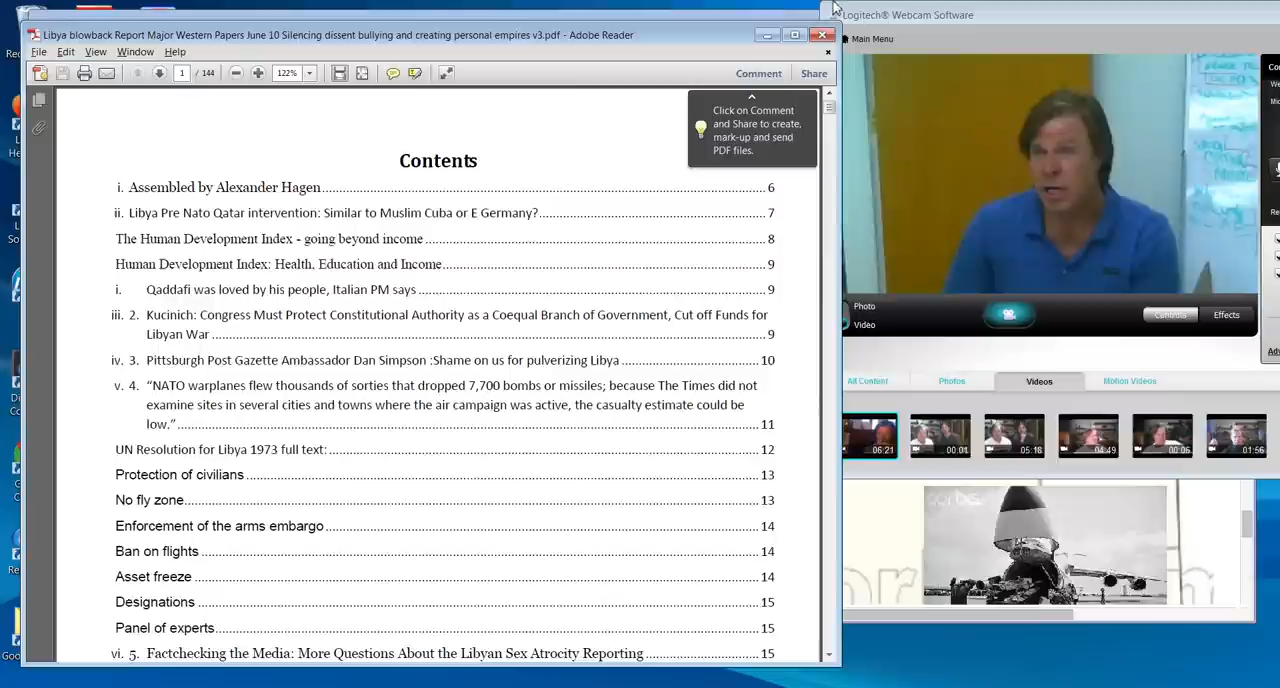 Libya blowback Report Major Western Papers June 10 Silencing dissent bullying and creating personal empires v3.pdf - Adobe Reader
File Edit View Window Help
1 / 144 122%
Comment Share
Click on Comment
and Share to create,
mark-up and send
PDF files.
Contents
i. Assembled by Alexander Hagen 6
ii. Libya Pre Nato Qatar intervention: Similar to Muslim Cuba or E Germany? 7
The Human Development Index - going beyond income 8
Human Development Index: Health, Education and Income 9
i. Qaddafi was loved by his people, Italian PM says 9
iii. 2. Kucinich: Congress Must Protect Constitutional Authority as a Coequal Branch of Government, Cut off Funds for
Libyan War 9
iv. 3. Pittsburgh Post Gazette Ambassador Dan Simpson :Shame on us for pulverizing Libya 10
v. 4. “NATO warplanes flew thousands of sorties that dropped 7,700 bombs or missiles; because The Times did not
examine sites in several cities and towns where the air campaign was active, the casualty estimate could be
low.” 11
UN Resolution for Libya 1973 full text: 12
Protection of civilians 13
No fly zone 13
Enforcement of the arms embargo 14
Ban on flights 14
Asset freeze 14
Designations 15
Panel of experts 15
vi. 5. Factchecking the Media: More Questions About the Libyan Sex Atrocity Reporting 15
Logitech® Webcam Software
Main Menu
Photo
Video
Controls Effects
All Content Photos Videos Motion Videos
06:21 00:01 05:18 04:49 00:06 01:56